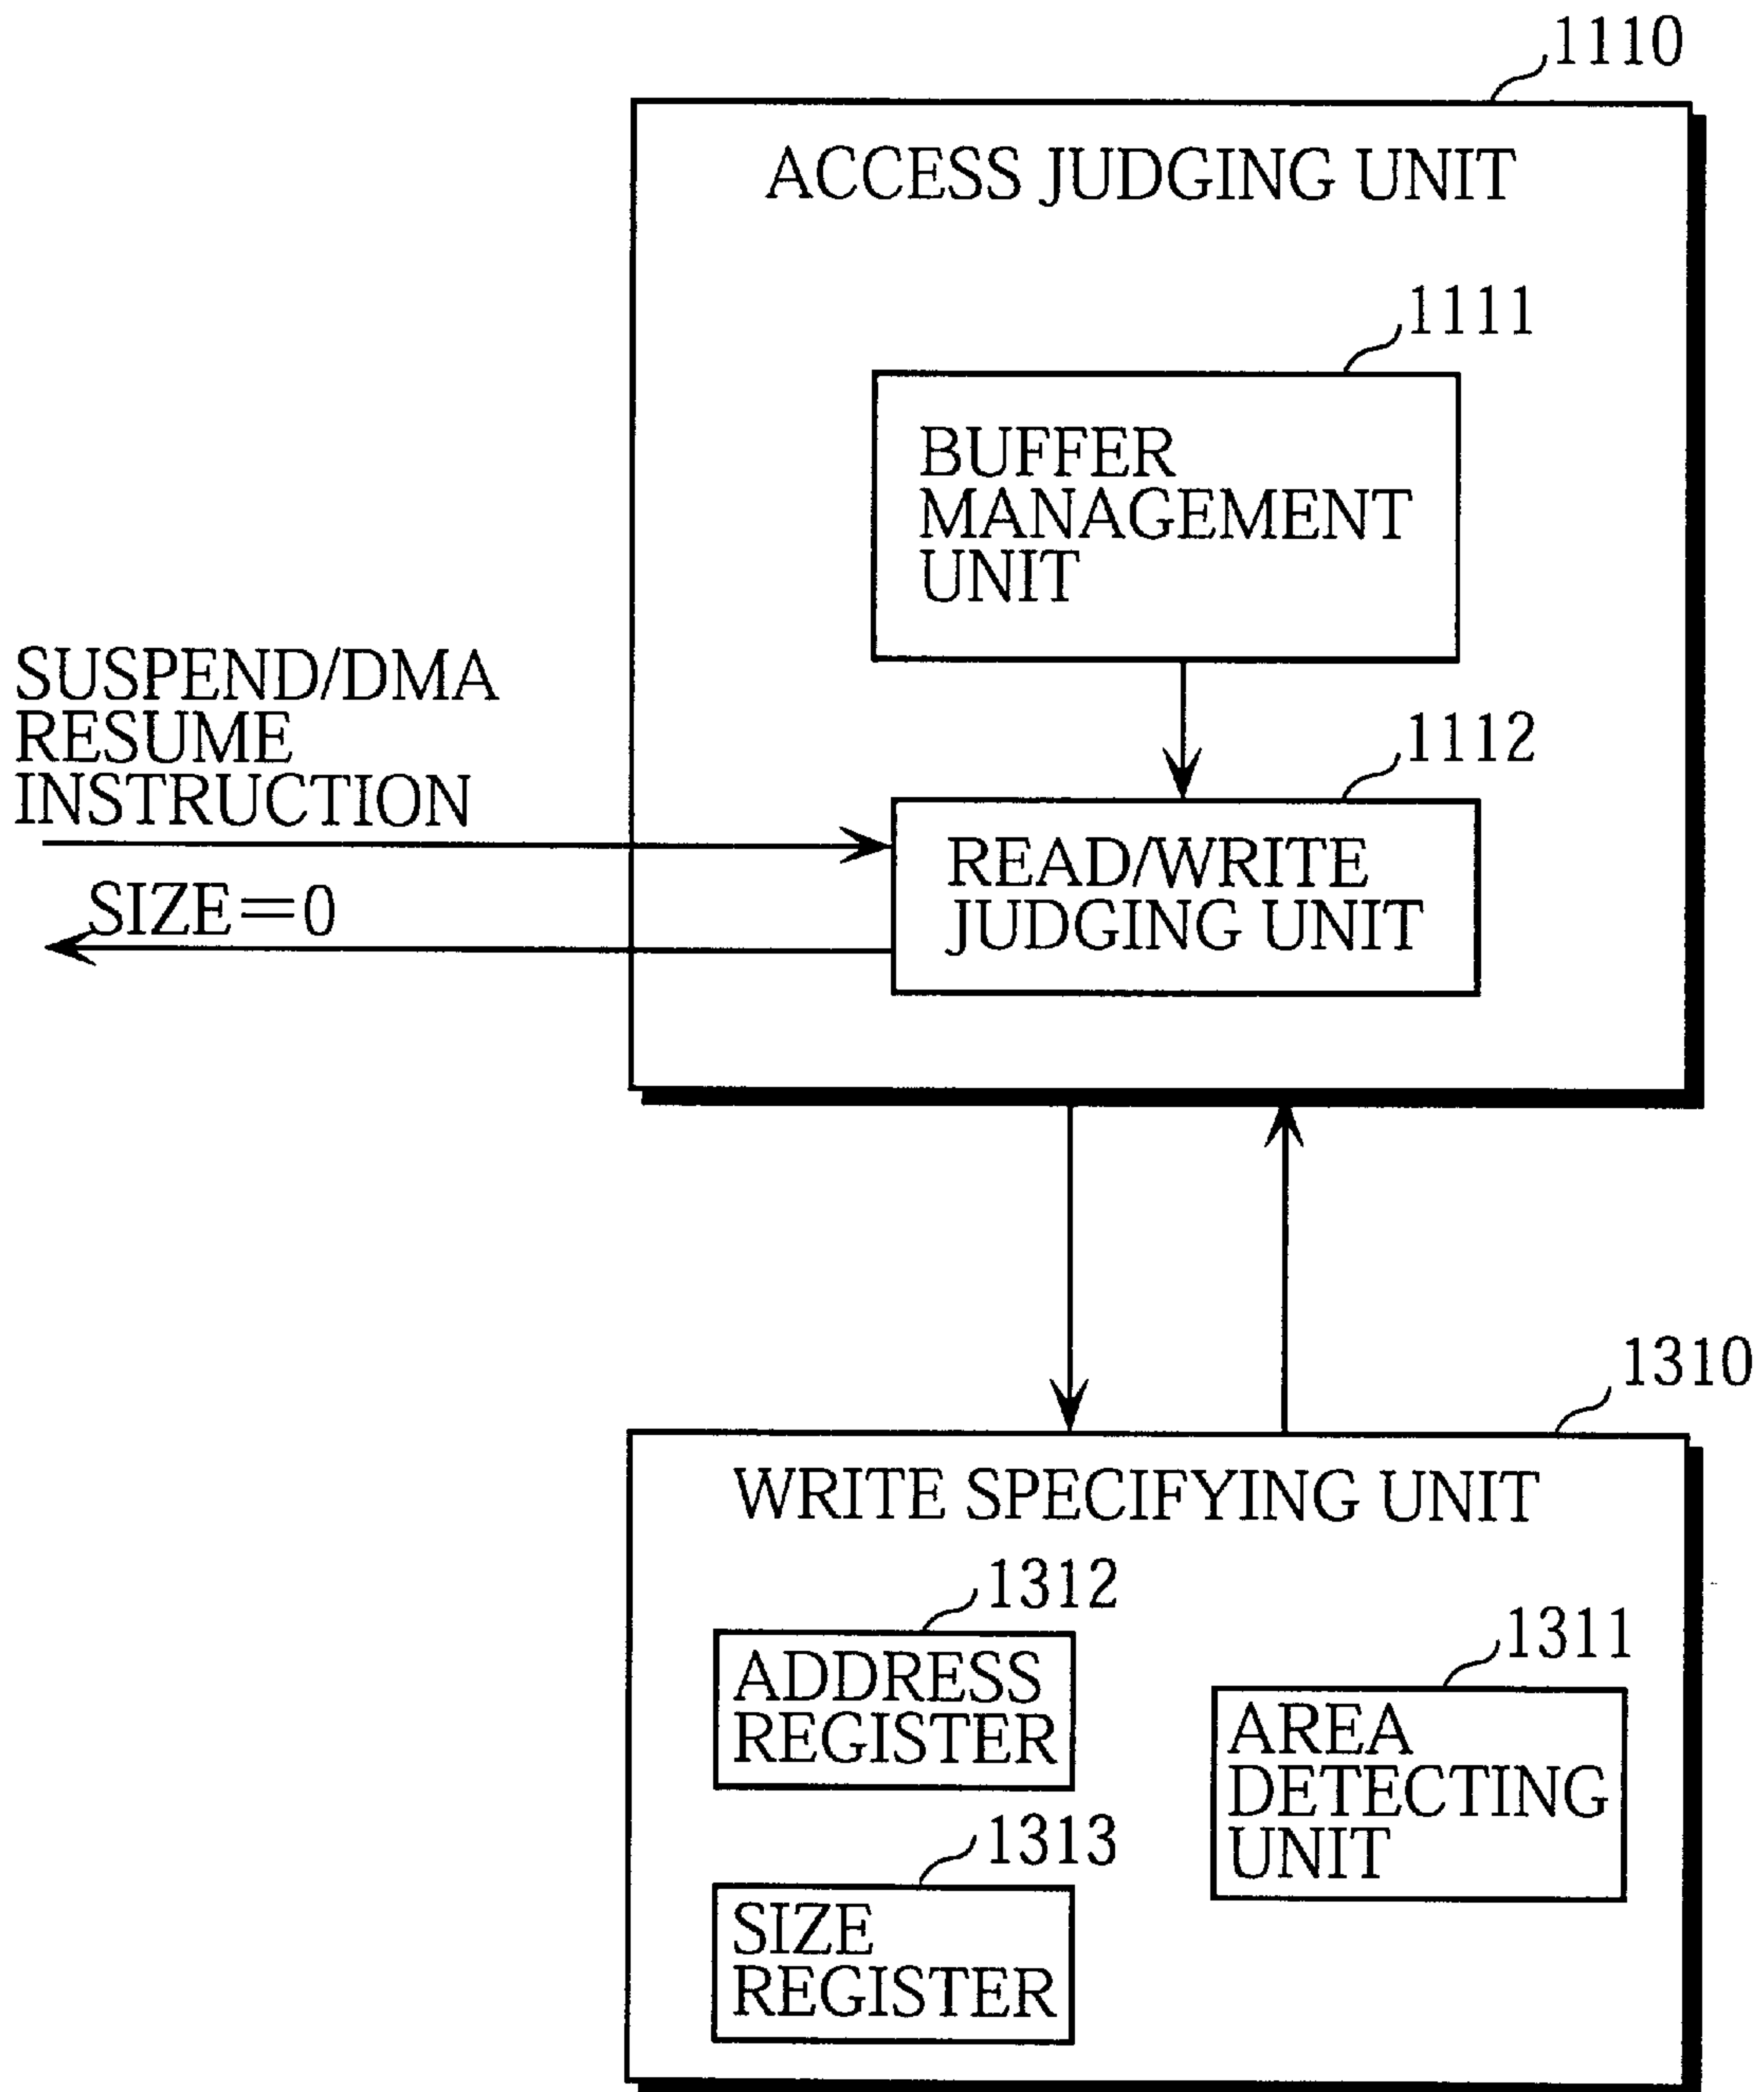 1110
ACCESS JUDGING UNIT
1111
BUFFER
MANAGEMENT
UNIT
SUSPEND/DMA
RESUME
INSTRUCTION
1112
READ/WRITE
JUDGING UNIT
SIZE=0
1310
WRITE SPECIFYING UNIT
1312
ADDRESS
REGISTER
1311
AREA
DETECTING
UNIT
1313
SIZE
REGISTER